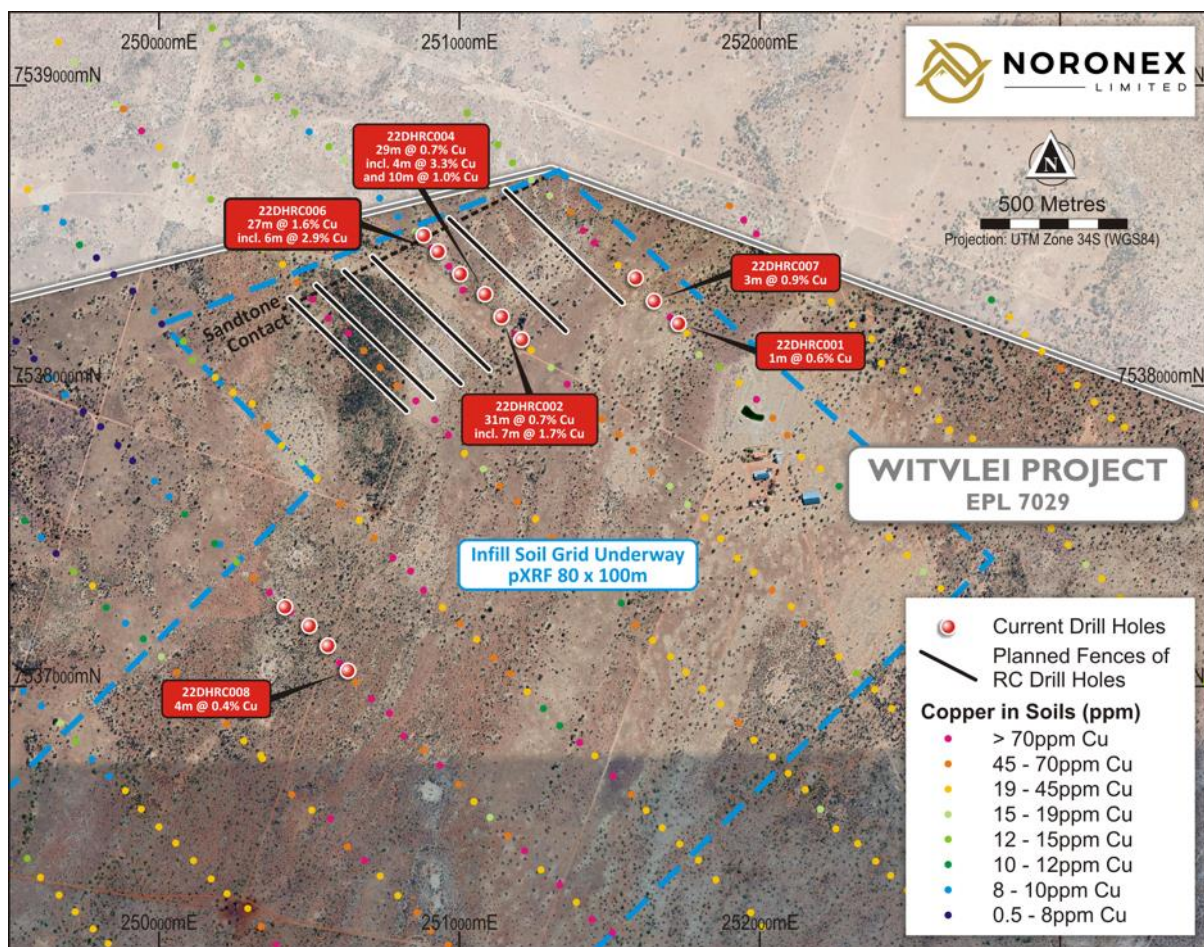 250000mE
251000mE
252000mE
7539000mN
NORONEX
LIMITED
22DHRC004
29m @ 0.7% Cu
incl. 4m @ 3.3% Cu
and 10m @ 1.0% Cu
N
500 Metres
Projection: UTM Zone 34S (WGS84)
22DHRC006
27m @ 1.6% Cu
incl. 6m @ 2.9% Cu
22DHRC007
3m @ 0.9% Cu
Sandtone
Contact
22DHRC001
1m @ 0.6% Cu
7538000mN
7538000mN
22DHRC002
31m @ 0.7% Cu
incl. 7m @ 1.7% Cu
WITVLEI PROJECT
EPL 7029
Infill Soil Grid Underway
pXRF 80 x 100m
7537000mN
22DHRC008
4m @ 0.4% Cu
Current Drill Holes
Planned Fences of
RC Drill Holes
Copper in Soils (ppm)
> 70ppm Cu
45 - 70ppm Cu
19 - 45ppm Cu
15 - 19ppm Cu
12 - 15ppm Cu
10 - 12ppm Cu
8 - 10ppm Cu
0.5 - 8ppm Cu
250000mE
251000mE
252000mE